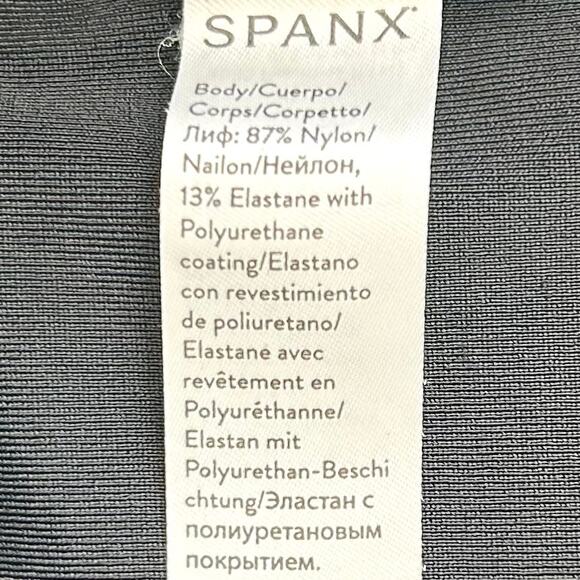 SPANX®
Body/Cuerpo/
Corps/Corpetto/
Лиф: 87% Nylon/
Nailon/Нейлон,
13% Elastane with
Polyurethane
coating/Elastano
con revestimiento
de poliuretano/
Elastane avec
revêtement en
Polyuréthanne/
Elastan mit
Polyurethan-Beschi
chtung/Эластан с
полиуретановым
покрытием.